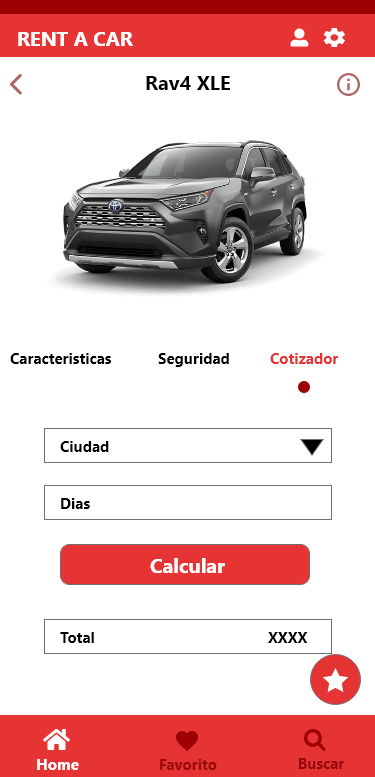 RENT A CAR
Rav4 XLE
Caracteristicas Seguridad Cotizador
Ciudad
Dias
Calcular
Total XXXX
Home Favorito Buscar